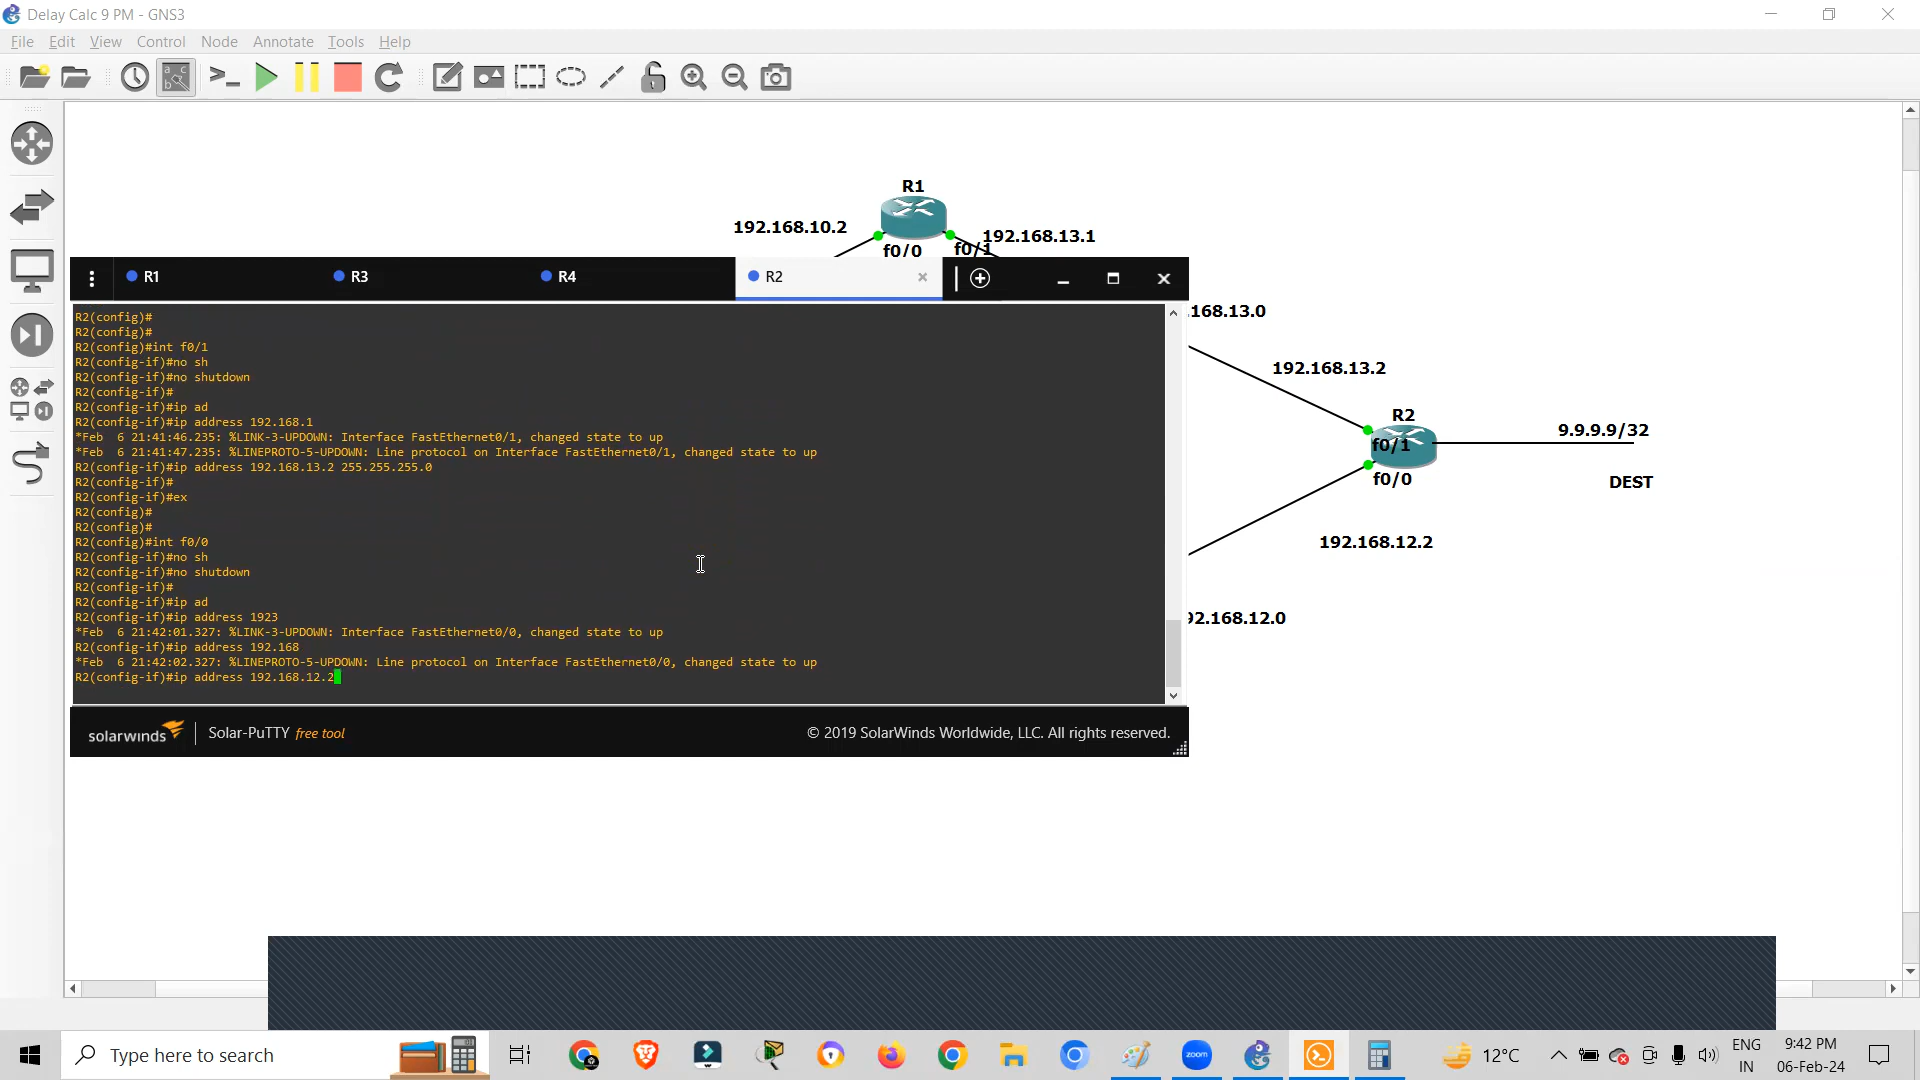 Delay Calc 9 PM - GNS3
File Edit View Control Node Annotate Tools Help
R1
192.168.10.2
192.168.13.1
f0/0
f0/1
R1
R3
R4
R2
.168.13.0
192.168.13.2
R2
9.9.9.9/32
f0/1
f0/0
DEST
192.168.12.2
92.168.12.0
R2(config)#
R2(config)#
R2(config)#int f0/1
R2(config-if)#no sh
R2(config-if)#no shutdown
R2(config-if)#
R2(config-if)#ip ad
R2(config-if)#ip address 192.168.1
*Feb  6 21:41:46.235: %LINK-3-UPDOWN: Interface FastEthernet0/1, changed state to up
*Feb  6 21:41:47.235: %LINEPROTO-5-UPDOWN: Line protocol on Interface FastEthernet0/1, changed state to up
R2(config-if)#ip address 192.168.13.2 255.255.255.0
R2(config-if)#
R2(config-if)#ex
R2(config)#
R2(config)#
R2(config)#int f0/0
R2(config-if)#no sh
R2(config-if)#no shutdown
R2(config-if)#
R2(config-if)#ip ad
R2(config-if)#ip address 1923
*Feb  6 21:42:01.327: %LINK-3-UPDOWN: Interface FastEthernet0/0, changed state to up
R2(config-if)#ip address 192.168
*Feb  6 21:42:02.327: %LINEPROTO-5-UPDOWN: Line protocol on Interface FastEthernet0/0, changed state to up
R2(config-if)#ip address 192.168.12.2
solarwinds
Solar-PuTTY free tool
© 2019 SolarWinds Worldwide, LLC. All rights reserved.
Type here to search
zoom
12°C
ENG
IN
9:42 PM
06-Feb-24